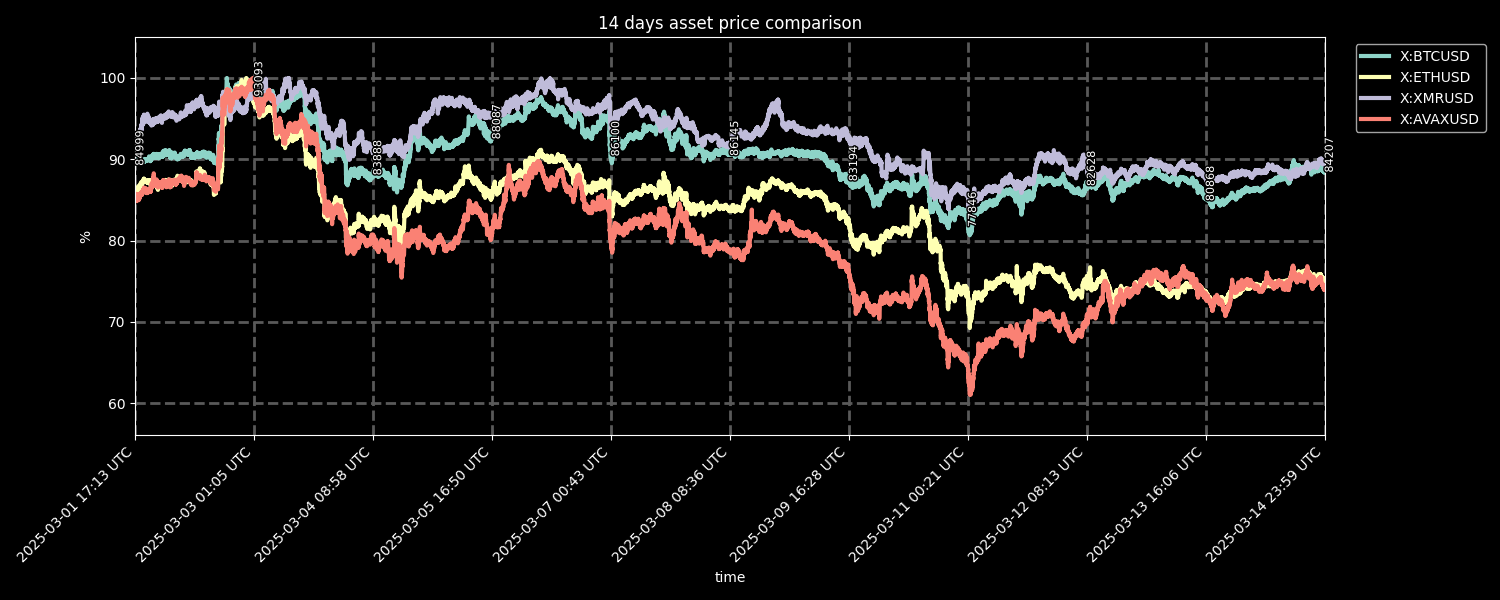 14 days asset price comparison
X:BTCUSD
X:ETHUSD
X:XMRUSD
X:AVAXUSD
%
100
90
80
70
60
84999
93093
83888
88087
86100
86145
83194
77846
82628
80868
84207
2025-03-01 17:13 UTC
2025-03-03 01:05 UTC
2025-03-04 08:58 UTC
2025-03-05 16:50 UTC
2025-03-07 00:43 UTC
2025-03-08 08:36 UTC
2025-03-09 16:28 UTC
2025-03-11 00:21 UTC
2025-03-12 08:13 UTC
2025-03-13 16:06 UTC
2025-03-14 23:59 UTC
time